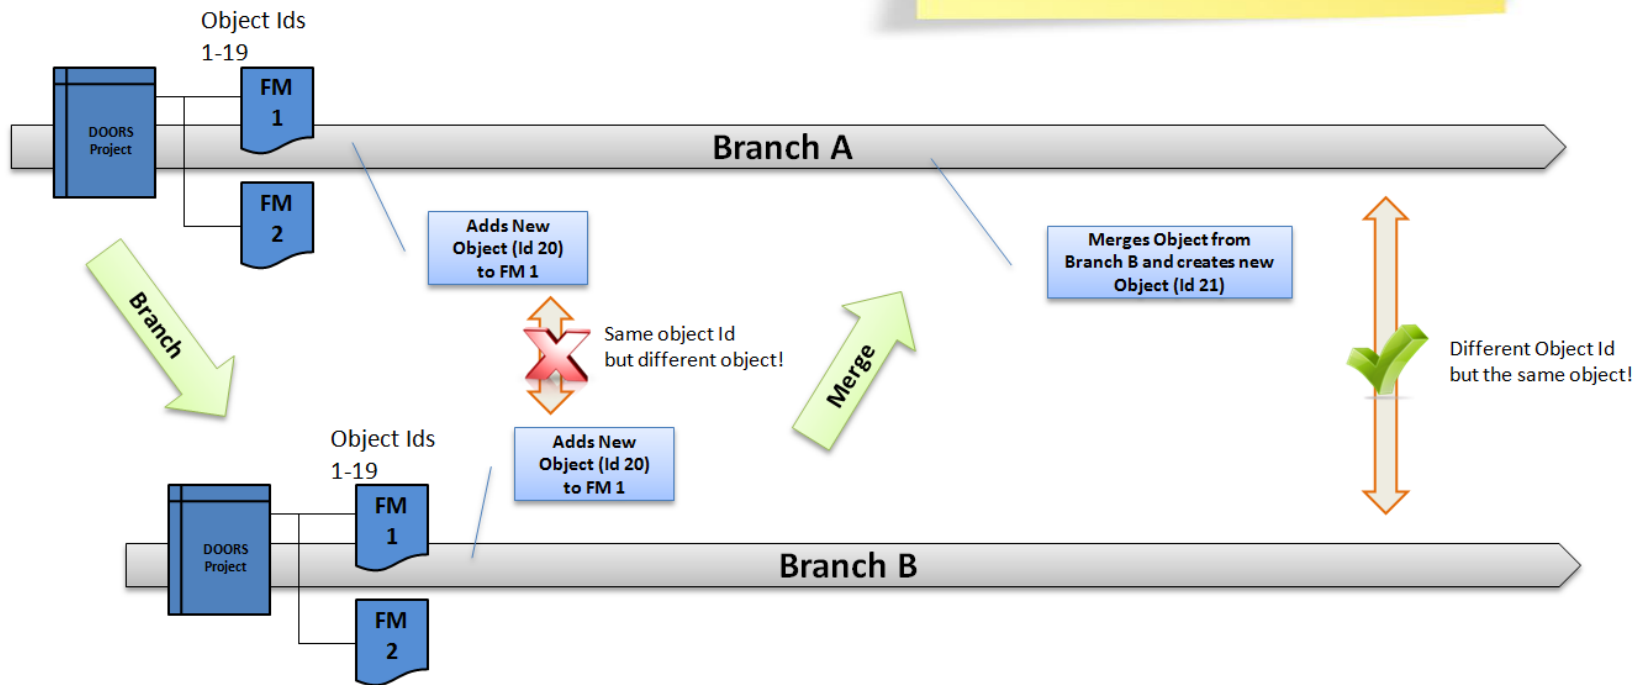 Object Ids
1-19
FM
1
DOORS
Project
Branch A
FM
2
Adds New
Object (Id 20)
to FM 1
Merges Object from
Branch B and creates new
Object (Id 21)
Branch
Same object Id
but different object!
Merge
Different Object Id
but the same object!
Object Ids
1-19
Adds New
Object (Id 20)
to FM 1
FM
1
DOORS
Project
Branch B
FM
2